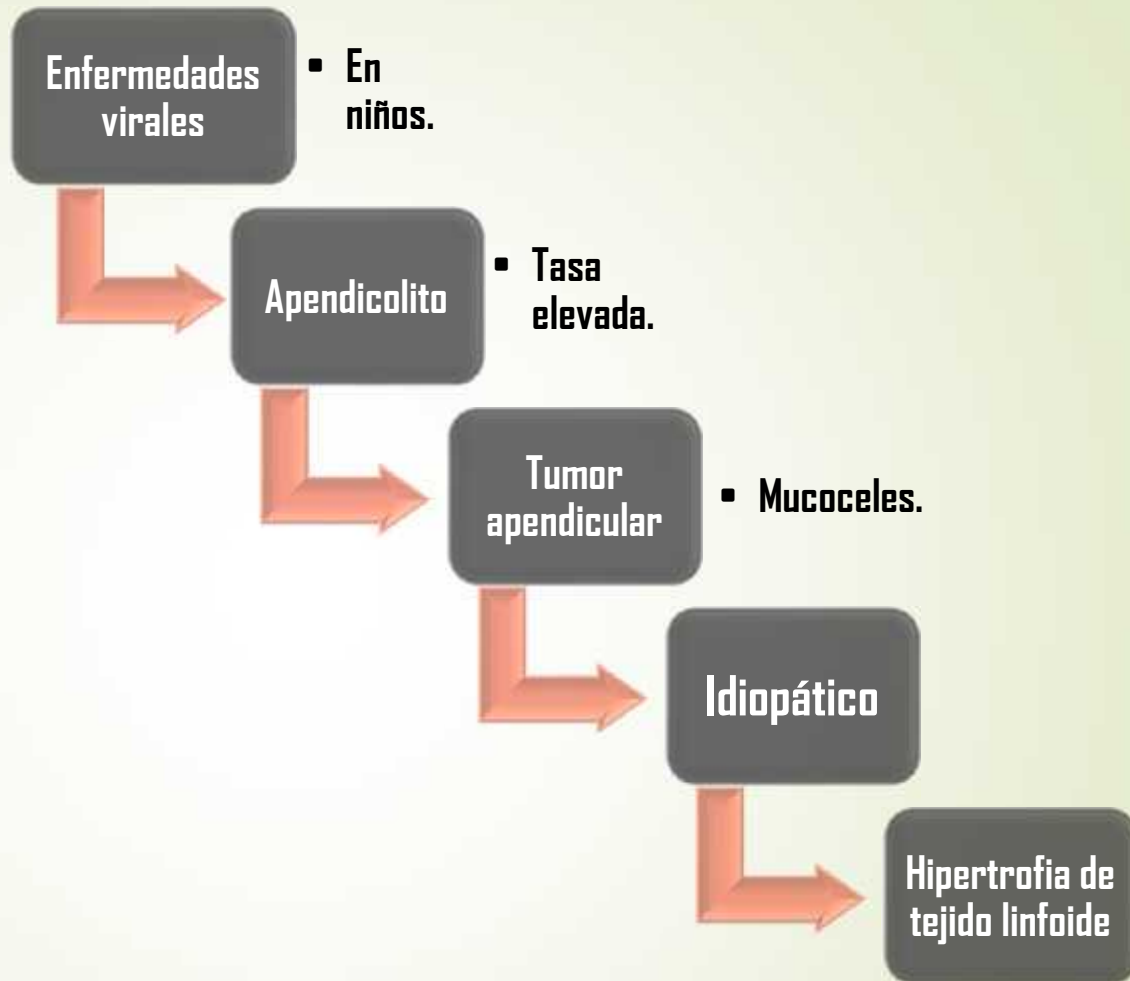 Enfermedades
virales
▪ En
niños.
Apendicolito
▪ Tasa
elevada.
Tumor
apendicular
▪ Mucoceles.
Idiopático
Hipertrofia de
tejido linfoide